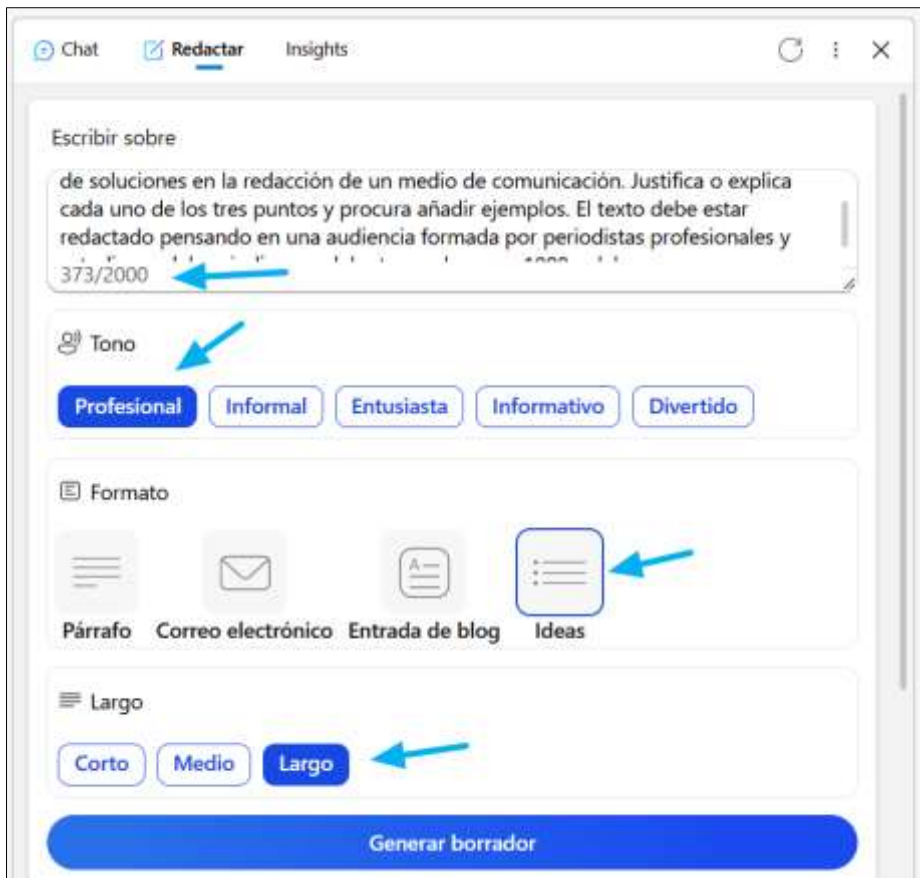 Chat Redactar Insights
Escribir sobre
de soluciones en la redacción de un medio de comunicación. Justifica o explica
cada uno de los tres puntos y procura añadir ejemplos. El texto debe estar
redactado pensando en una audiencia formada por periodistas profesionales y
373/2000
Tono
Profesional Informal Entusiasta Informativo Divertido
Formato
Párrafo Correo electrónico Entrada de blog Ideas
Largo
Corto Medio Largo
Generar borrador